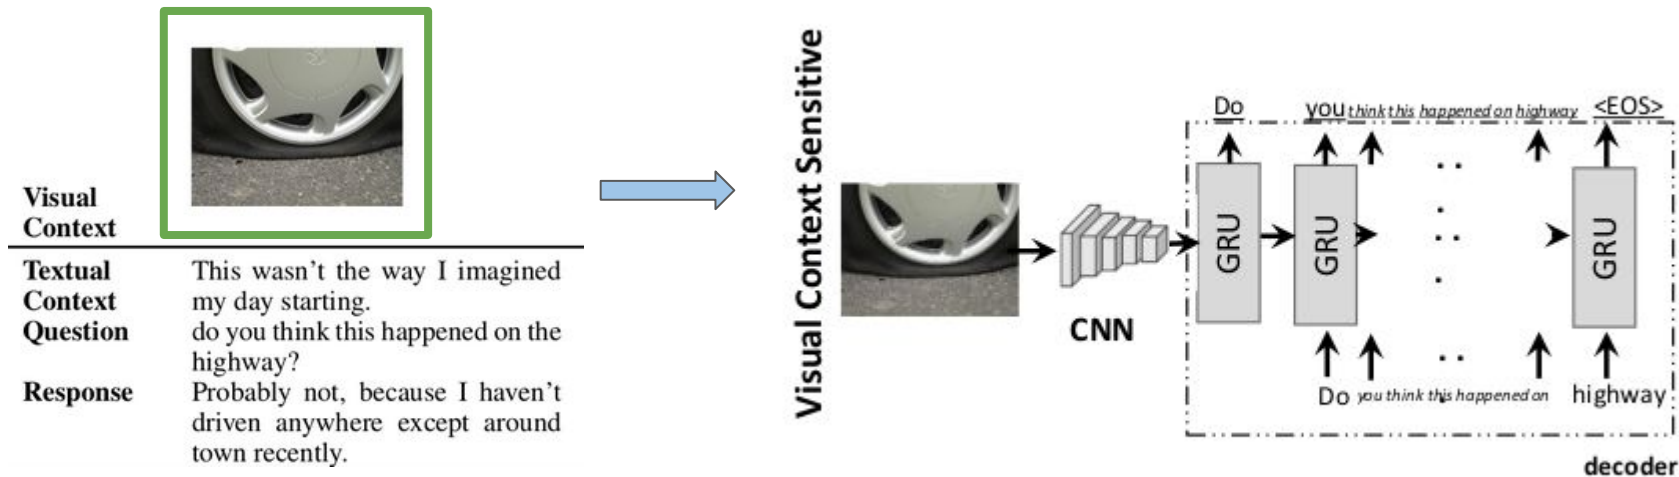 Visual
Context
Textual This wasn't the way I imagined
Context my day starting.
Question do you think this happened on the
highway?
Response Probably not, because I haven't
driven anywhere except around
town recently.
Visual Context Sensitive
CNN
Do you think this happened on highway <EOS>
GRU GRU GRU
Do you think this happened on highway
decoder